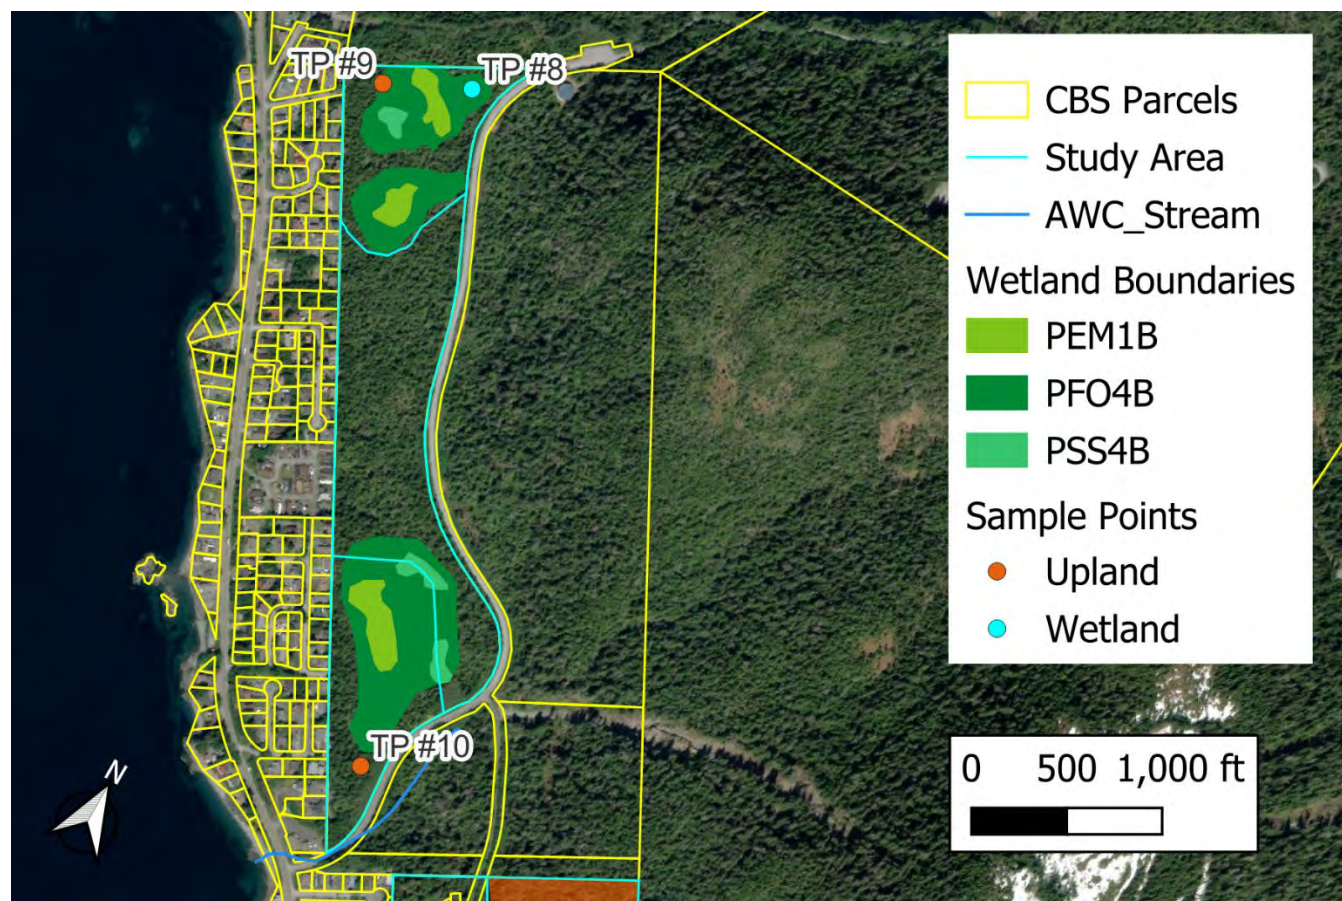 TP #9
TP #8
TP #10
N
CBS Parcels
Study Area
AWC_Stream
Wetland Boundaries
PEM1B
PFO4B
PSS4B
Sample Points
Upland
Wetland
0 500 1,000 ft